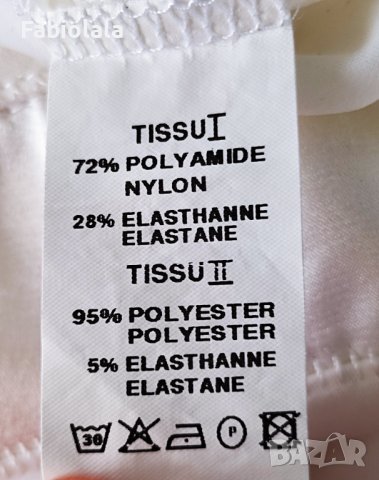 Fabiolala
TISSU I
72% POLYAMIDE
NYLON
28% ELASTHANNE
ELASTANE
TISSU II
95% POLYESTER
POLYESTER
5% ELASTHANNE
ELASTANE
30 P
BAZAR